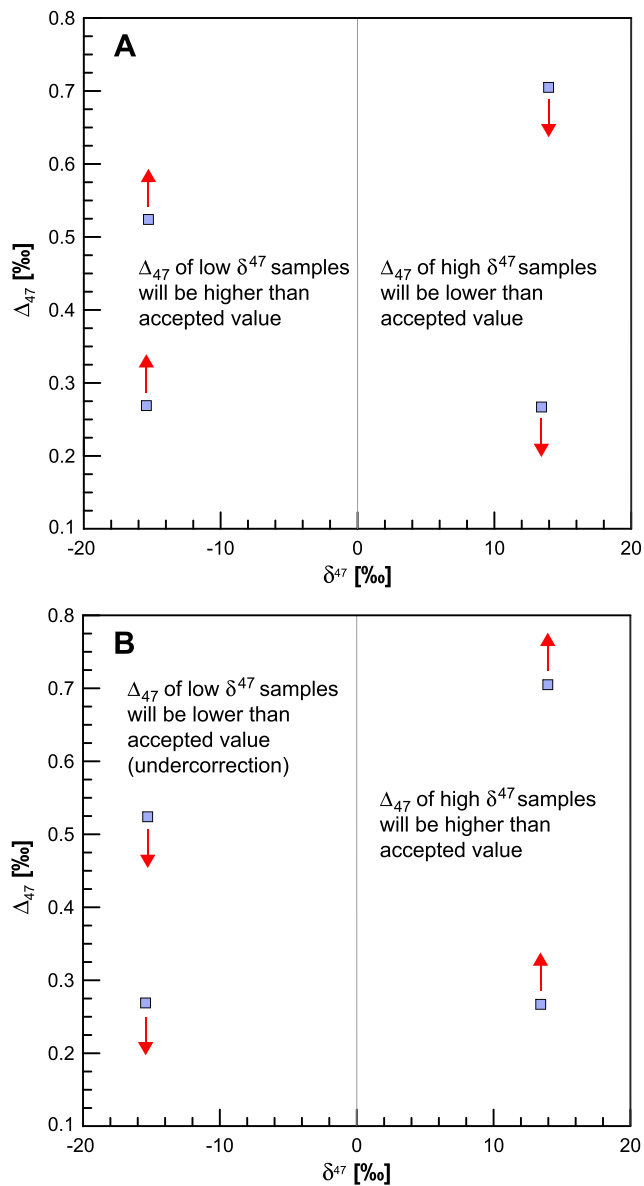 A
0.8
0.7
0.6
0.5
0.4
0.3
0.2
0.1
Δ₄₇ [‰]
Δ₄₇ of low δ⁴⁷ samples
will be higher than
accepted value
Δ₄₇ of high δ⁴⁷ samples
will be lower than
accepted value
-20 -10 0 10 20
δ⁴⁷ [‰]
B
0.8
0.7
0.6
0.5
0.4
0.3
0.2
0.1
Δ₄₇ [‰]
Δ₄₇ of low δ⁴⁷ samples
will be lower than
accepted value
(undercorrection)
Δ₄₇ of high δ⁴⁷ samples
will be higher than
accepted value
-20 -10 0 10 20
δ⁴⁷ [‰]